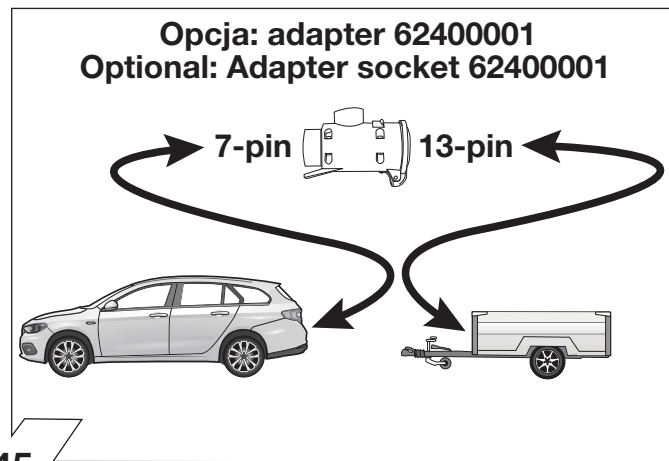 Opcja: adapter 62400001
Optional: Adapter socket 62400001
7-pin 13-pin